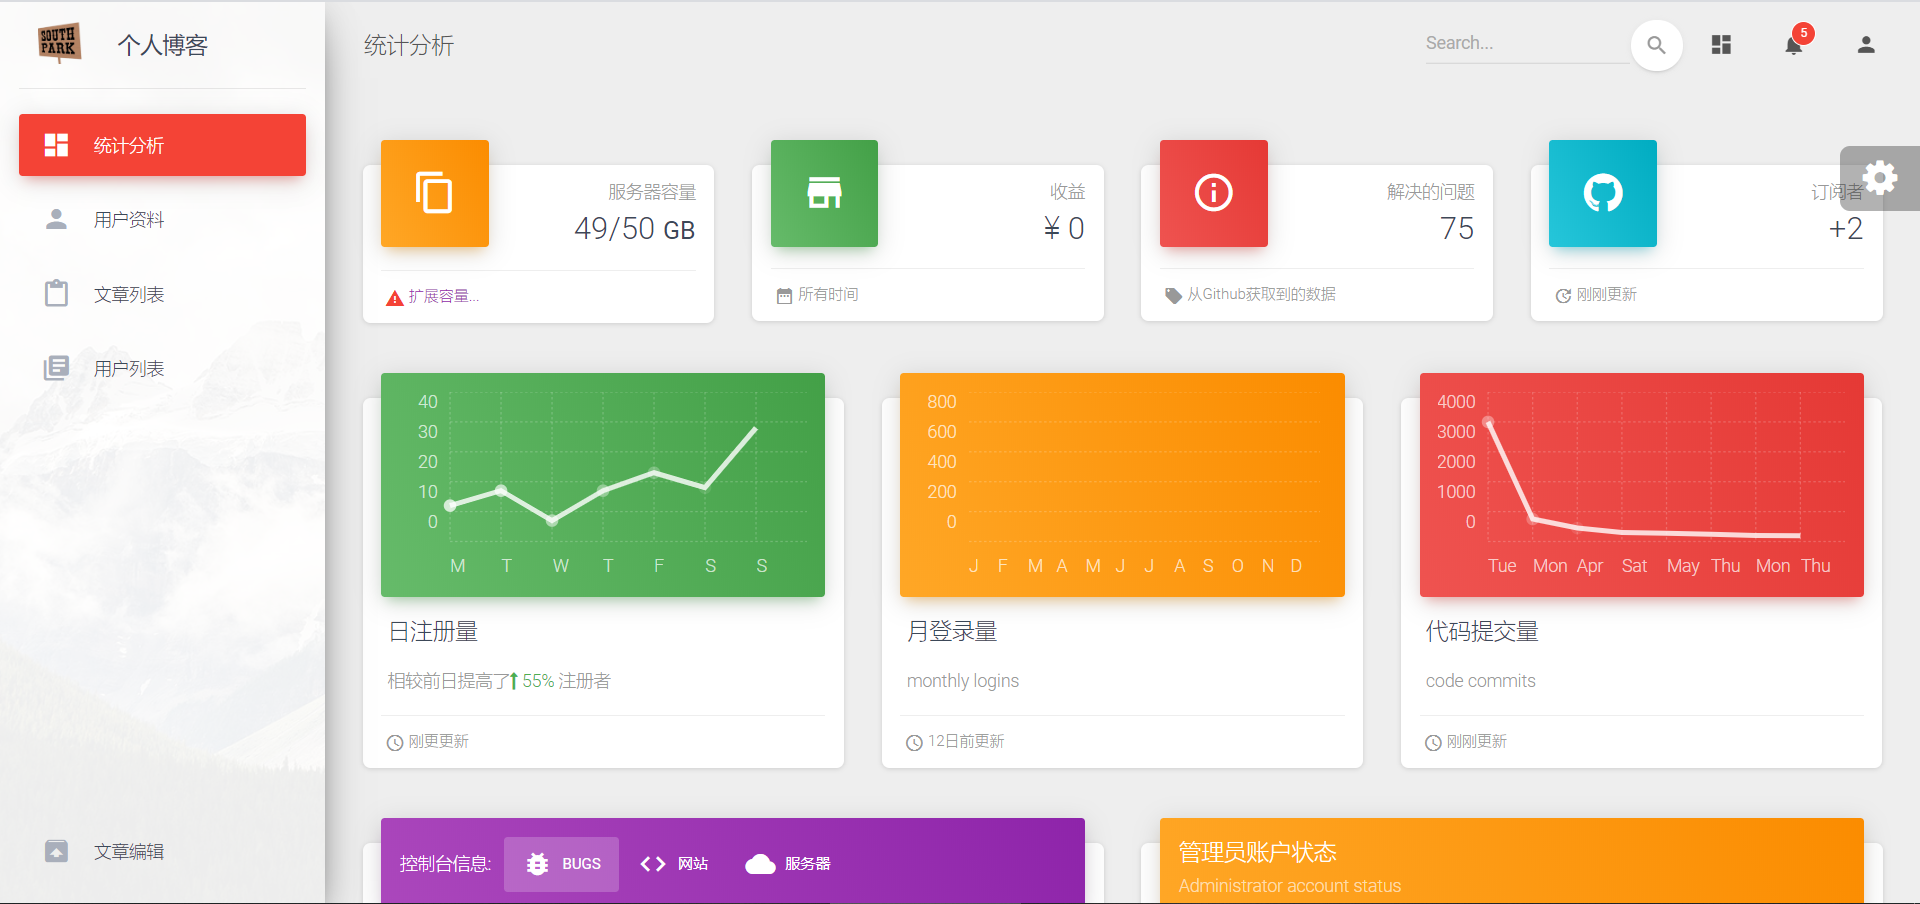 SOUTH
PARK
个人博客
统计分析
用户资料
文章列表
用户列表
文章编辑
统计分析
Search...
5
服务器容量
49/50 GB
扩展容量...
收益
¥ 0
所有时间
解决的问题
75
从Github获取到的数据
订阅者
+2
刚刚更新
40
30
20
10
0
M T W T F S S
日注册量
相较前日提高了 55% 注册者
刚更更新
800
600
400
200
0
J F M A M J J A S O N D
月登录量
monthly logins
12日前更新
4000
3000
2000
1000
0
Tue Mon Apr Sat May Thu Mon Thu
代码提交量
code commits
刚刚更新
控制台信息: BUGS 网站 服务器
管理员账户状态
Administrator account status